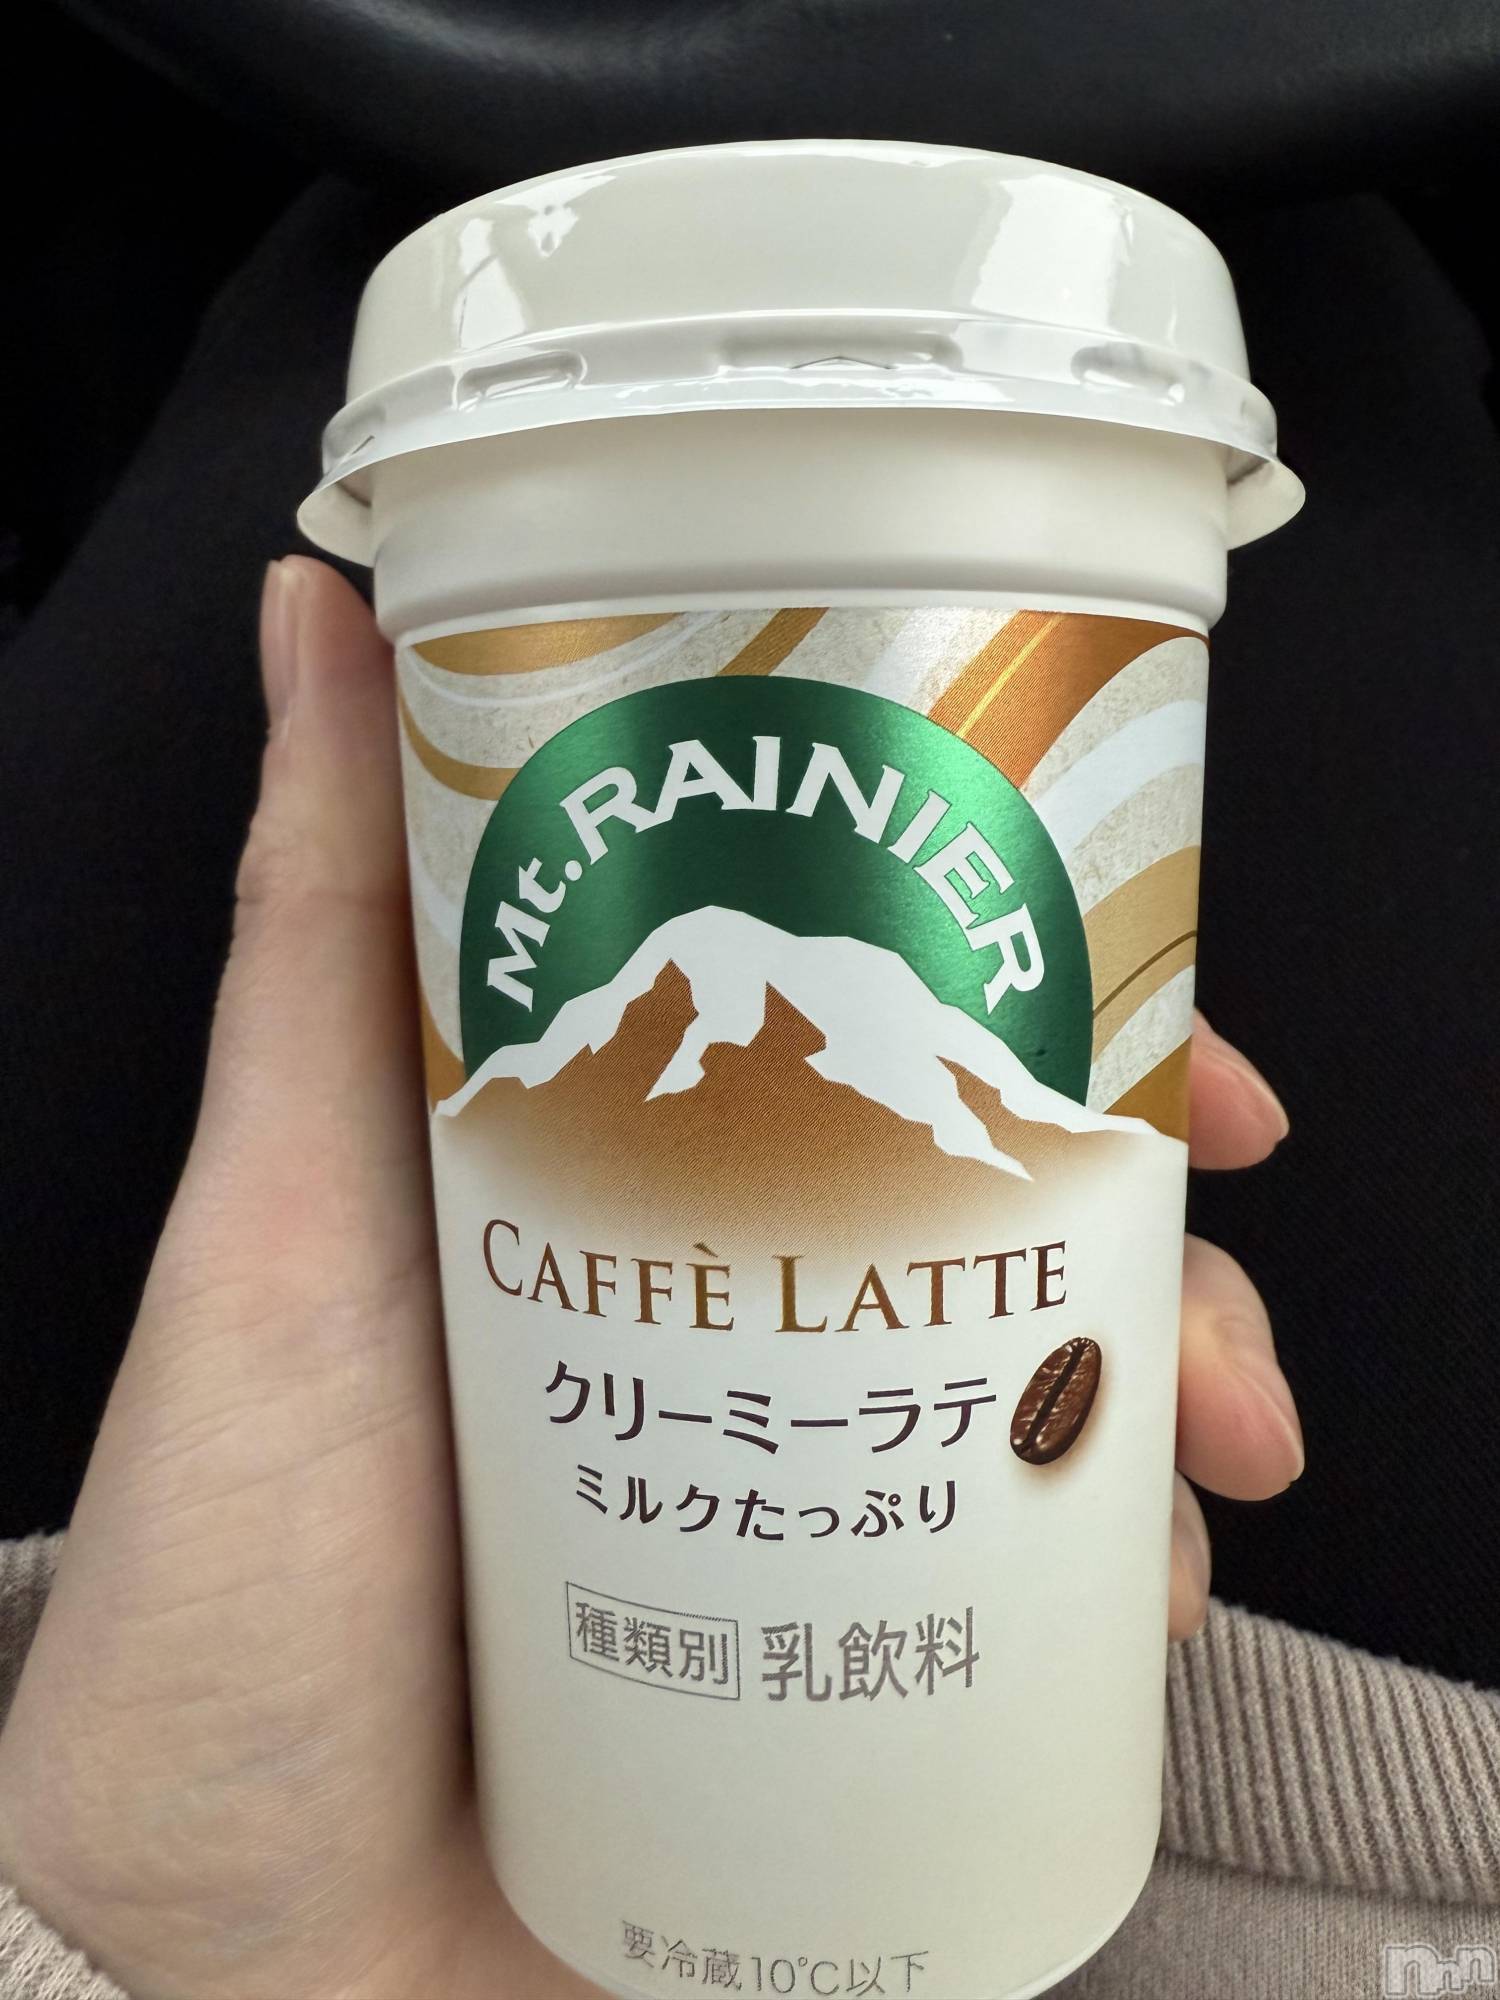 Mt. RAINIER
CAFFÈ LATTE
クリーミーラテ
ミルクたっぷり
種類別 乳飲料
要冷蔵10℃以下
nnn